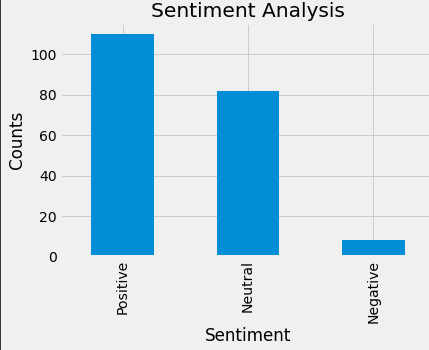 Sentiment Analysis
Counts
100
80
60
40
20
0
Positive
Neutral
Negative
Sentiment